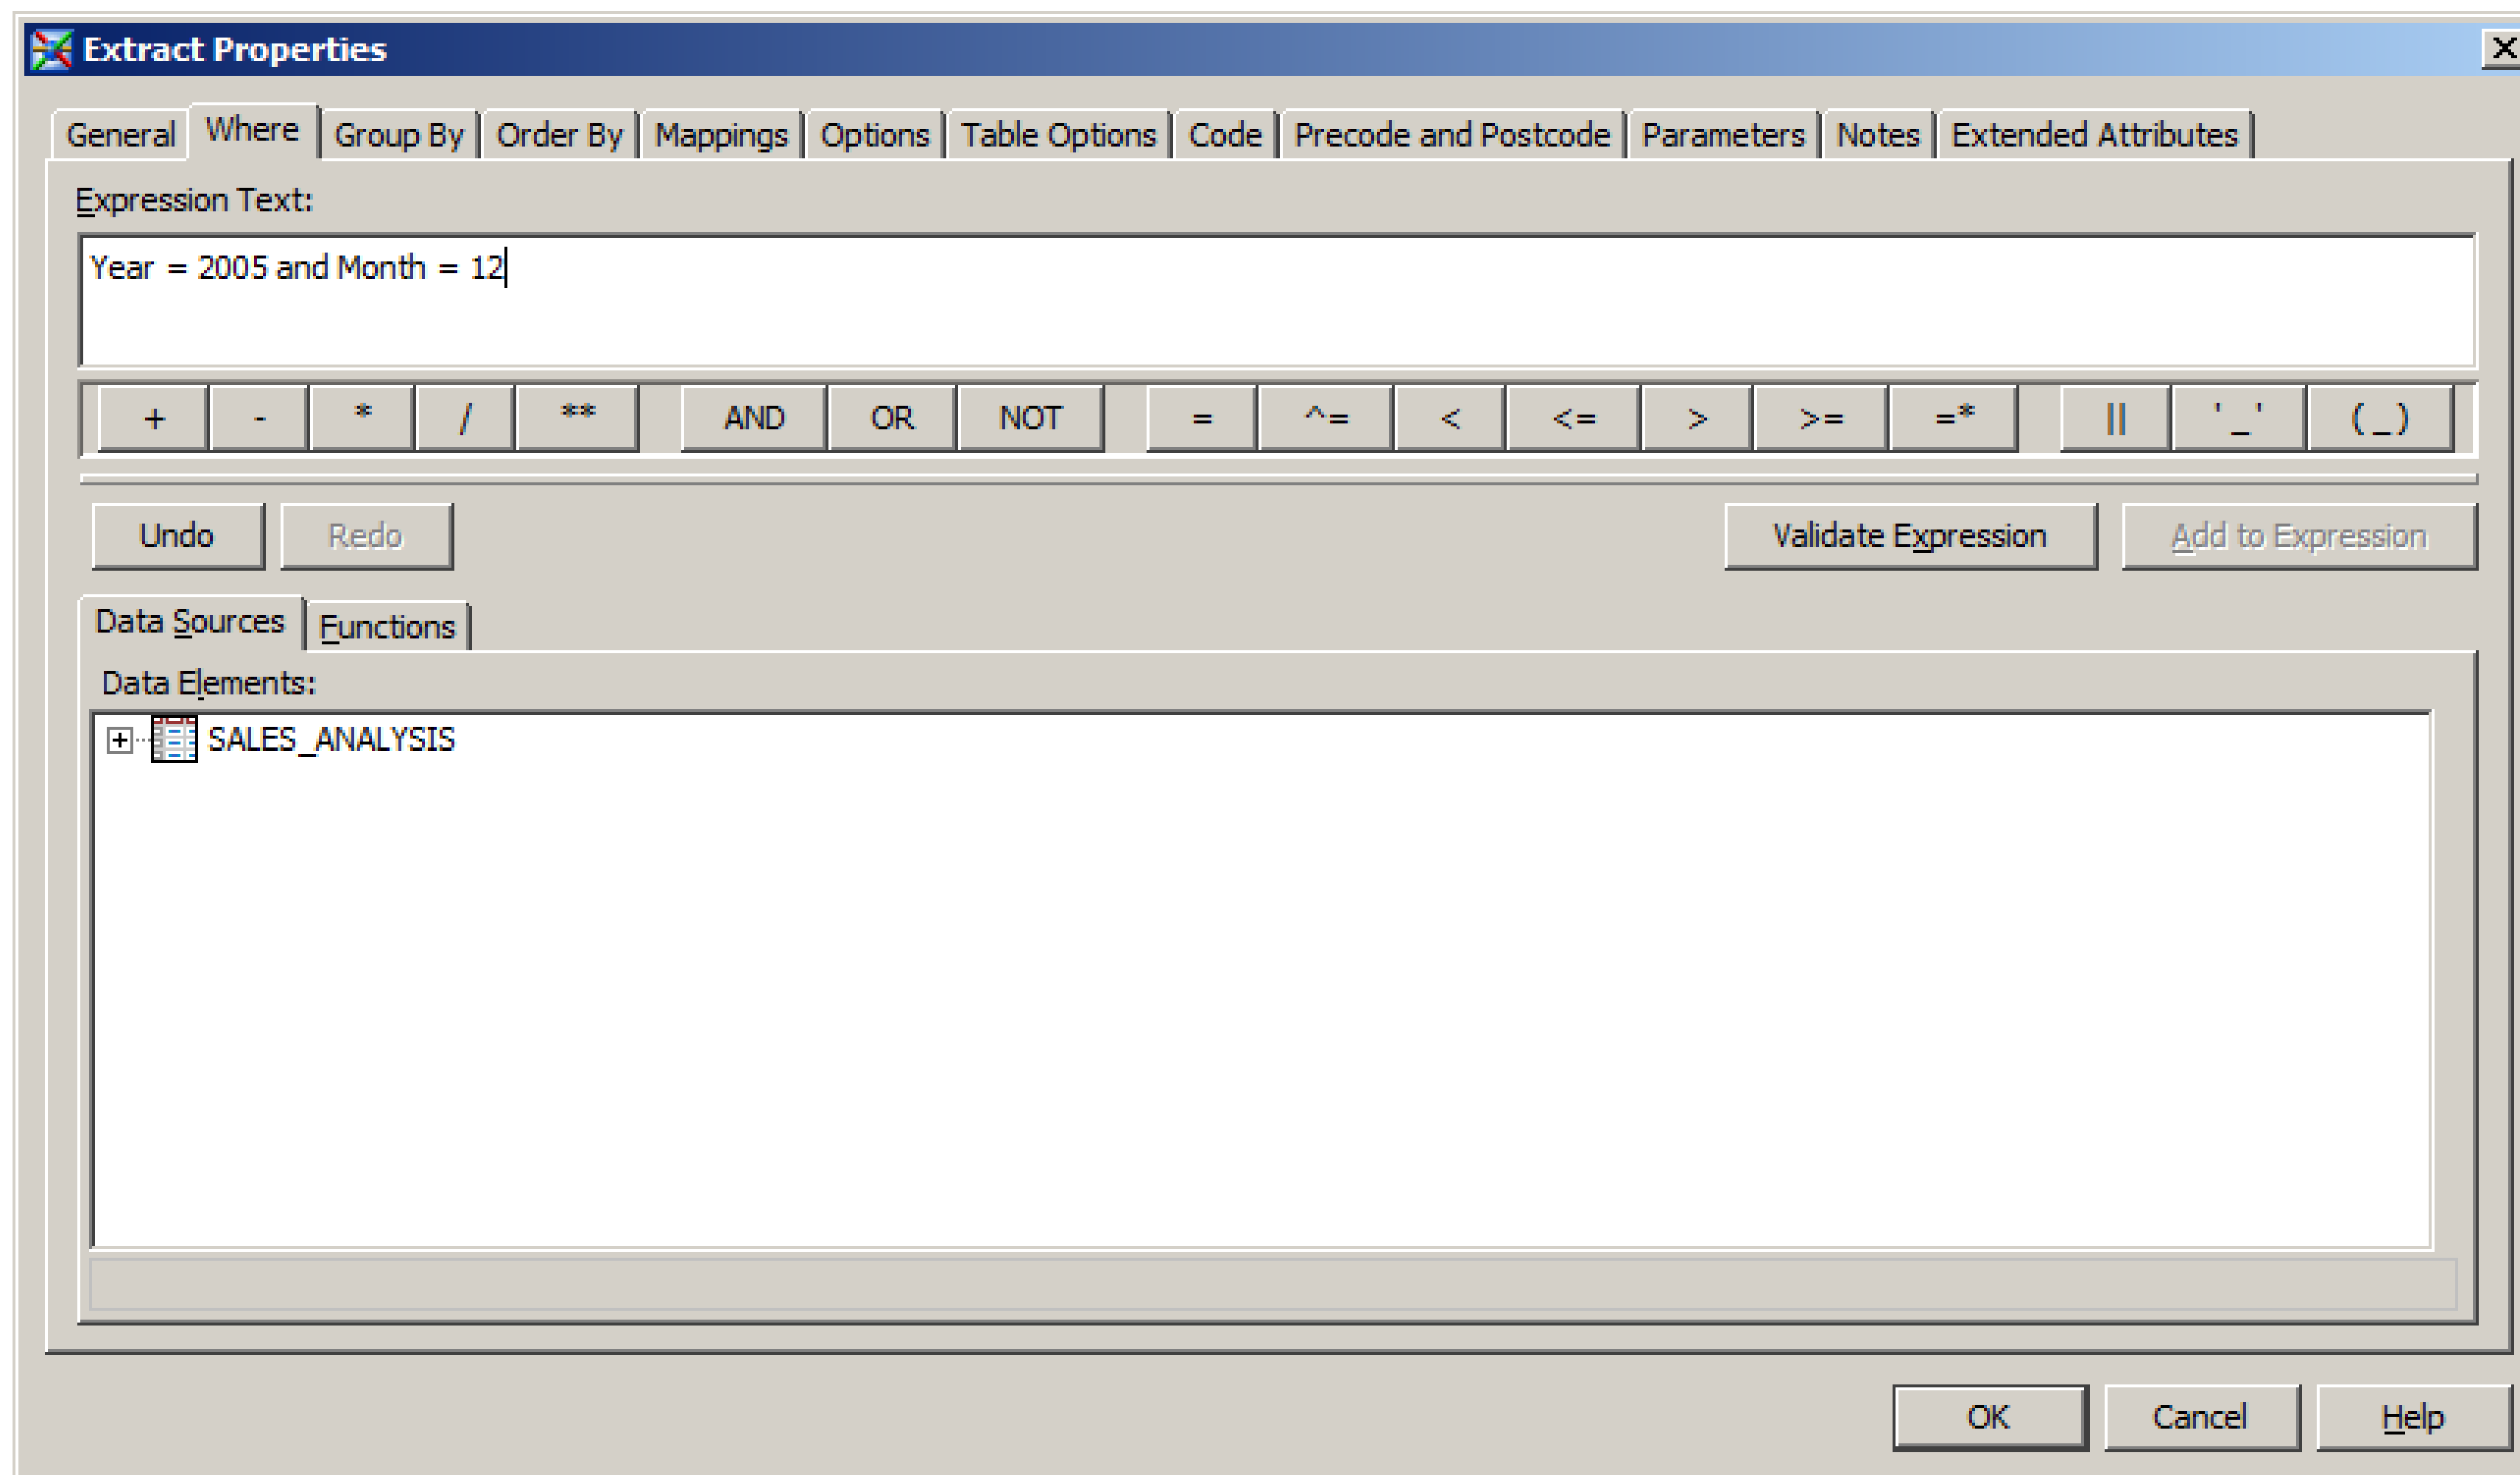 Extract Properties
General Where Group By Order By Mappings Options Table Options Code Precode and Postcode Parameters Notes Extended Attributes
Expression Text:
Year = 2005 and Month = 12
+ - * / ** AND OR NOT = ^= < <= > >= =* || '_' (_)
Undo Redo Validate Expression Add to Expression
Data Sources Functions
Data Elements:
SALES_ANALYSIS
OK Cancel Help